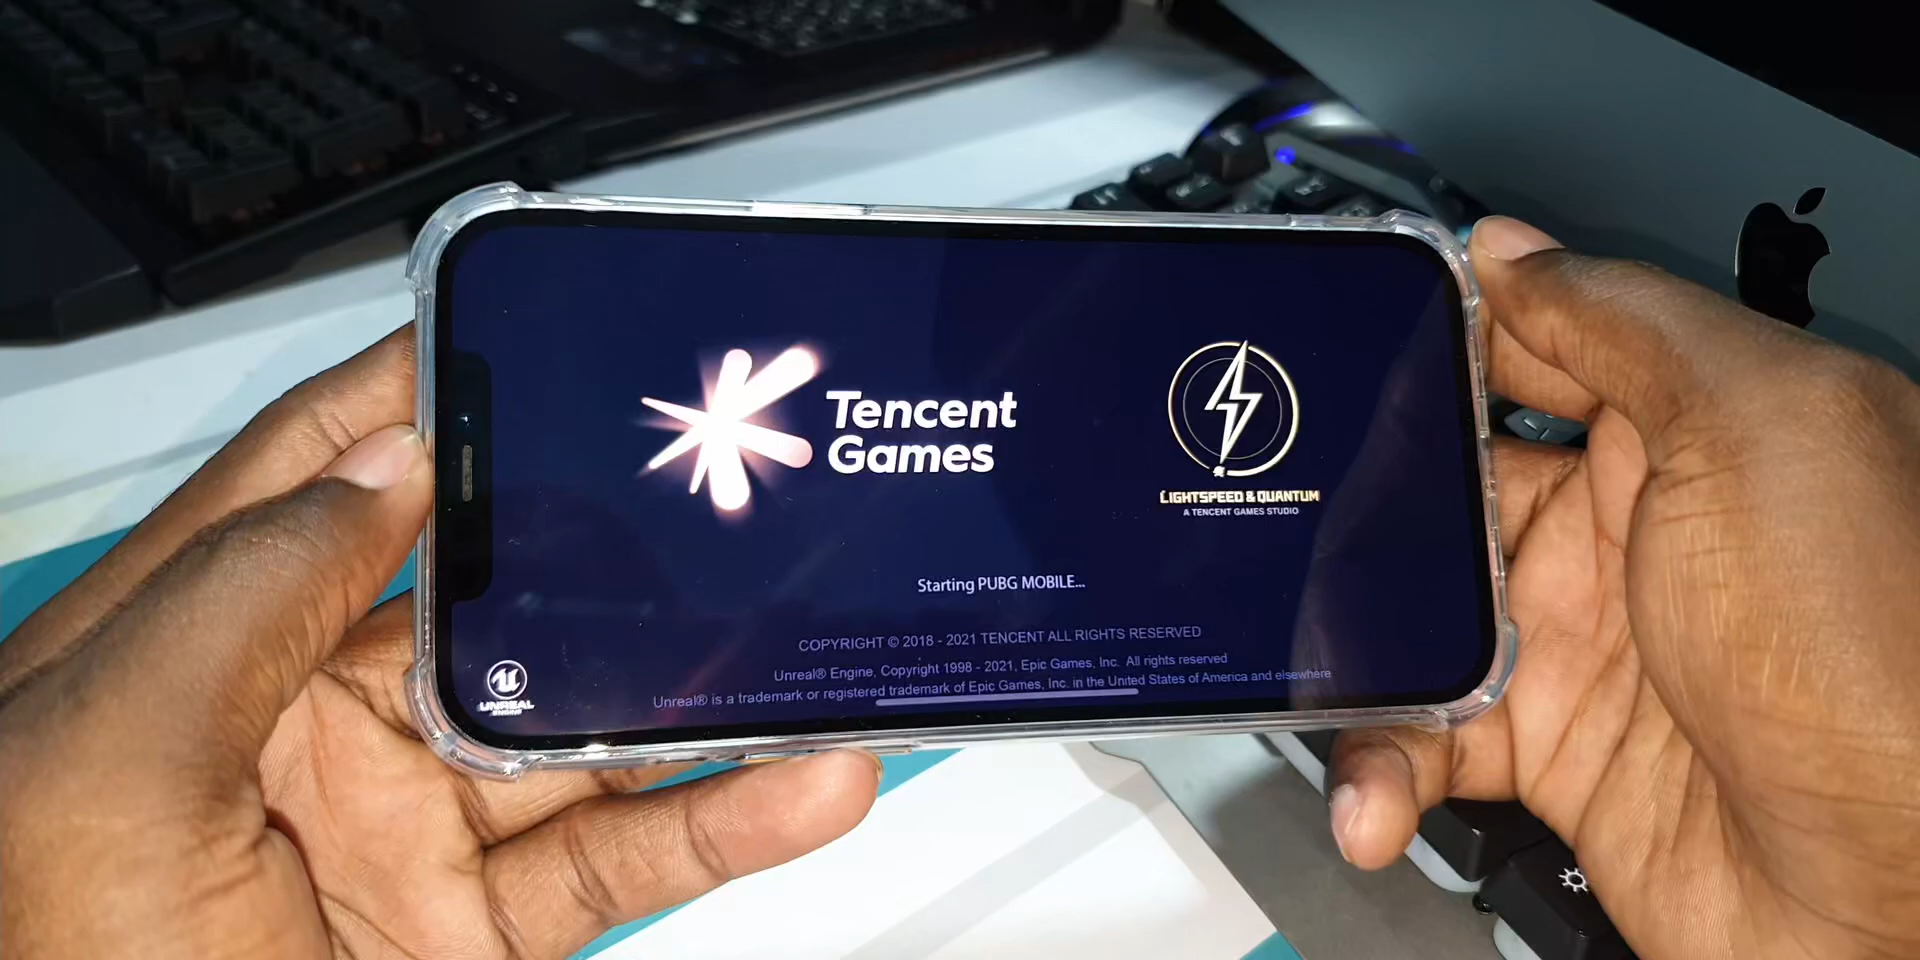 Tencent
Games
LIGHTSPEED & QUANTUM
A TENCENT GAMES STUDIO
Starting PUBG MOBILE...
COPYRIGHT © 2018 - 2021 TENCENT ALL RIGHTS RESERVED
Unreal® Engine, Copyright 1998 - 2021, Epic Games, Inc. All rights reserved
Unreal® is a trademark or registered trademark of Epic Games, Inc. in the United States of America and elsewhere
UNREAL
ENGINE